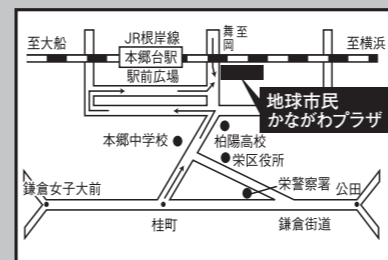 JR根岸線
舞岡
至
至大船
本郷台駅
至横浜
駅前広場
地球市民
かながわプラザ
本郷中学校
柏陽高校
栄区役所
栄警察署
鎌倉女子大前
公田
桂町
鎌倉街道